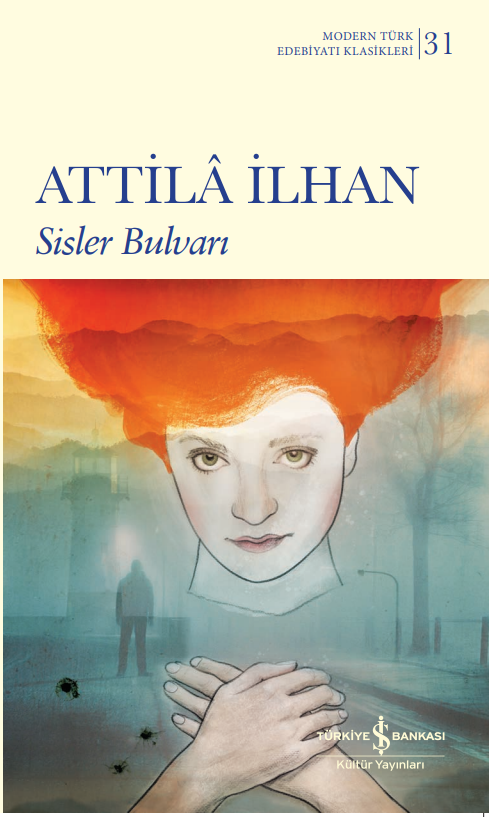 MODERN TÜRK
EDEBİYATI KLASİKLERİ
31
ATTİLÂ İLHAN
Sisler Bulvarı
TÜRKİYE İŞ BANKASI
Kültür Yayınları